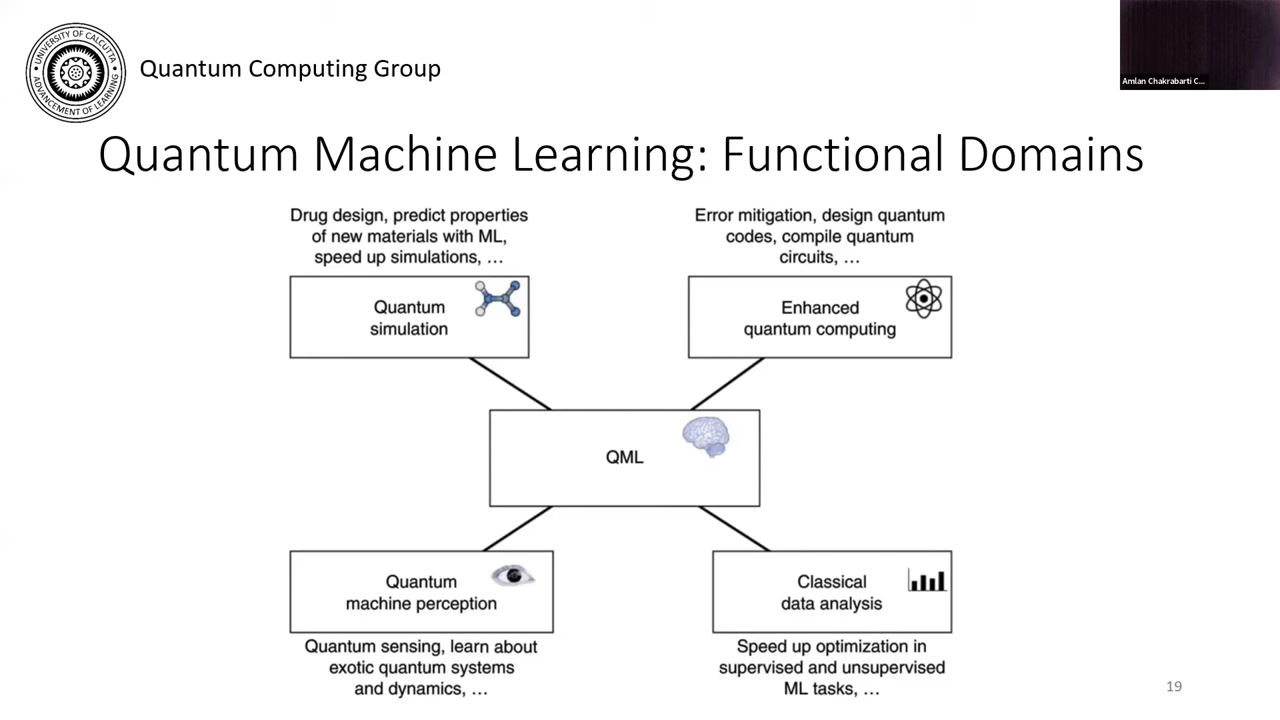 UNIVERSITY OF CALCUTTA
ADVANCEMENT OF LEARNING
Quantum Computing Group
Amlan Chakrabarti C...
Quantum Machine Learning: Functional Domains
Drug design, predict properties
of new materials with ML,
speed up simulations, ...
Error mitigation, design quantum
codes, compile quantum
circuits, ...
Quantum
simulation
Enhanced
quantum computing
QML
Quantum
machine perception
Classical
data analysis
Quantum sensing, learn about
exotic quantum systems
and dynamics, ...
Speed up optimization in
supervised and unsupervised
ML tasks, ...
19